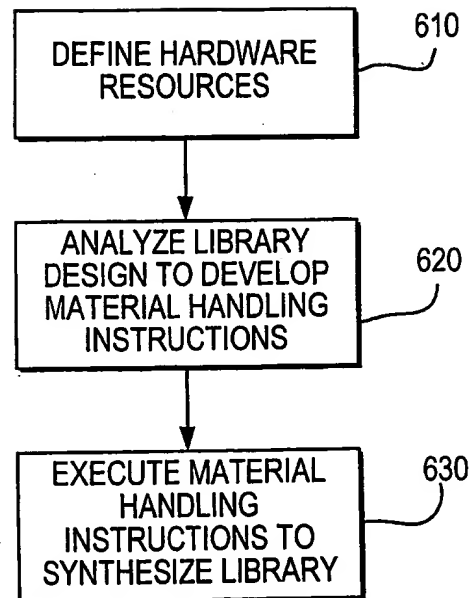 DEFINE HARDWARE
RESOURCES
610
ANALYZE LIBRARY
DESIGN TO DEVELOP
MATERIAL HANDLING
INSTRUCTIONS
620
EXECUTE MATERIAL
HANDLING
INSTRUCTIONS TO
SYNTHESIZE LIBRARY
630